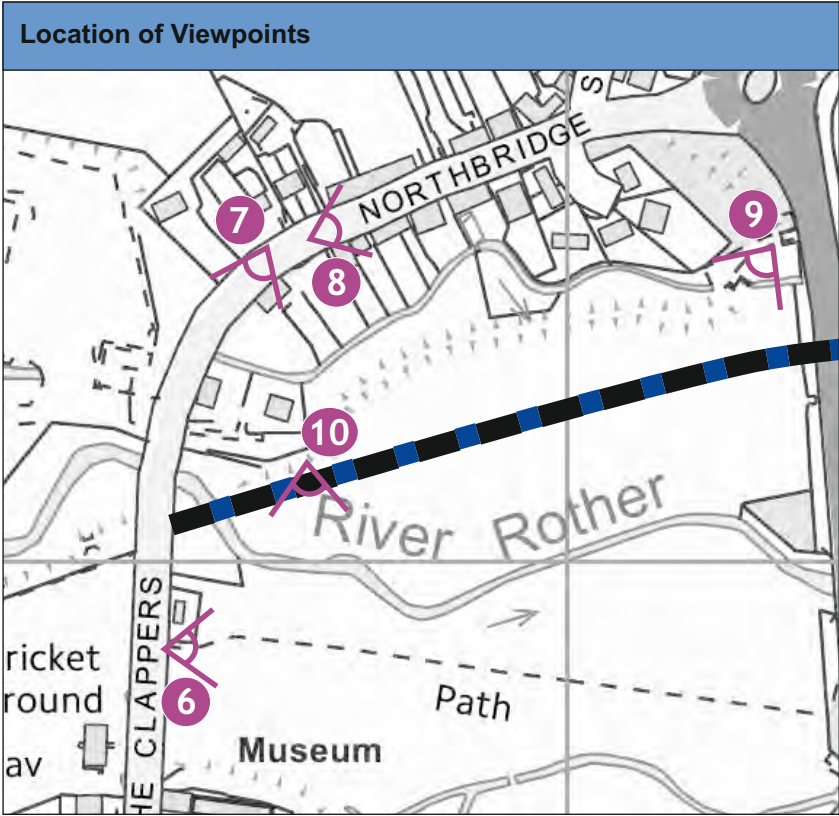 Location of Viewpoints
S
NORTHBRIDGE
7
9
8
10
River Rother
THE CLAPPERS
6
ricket
round
Path
Museum
av